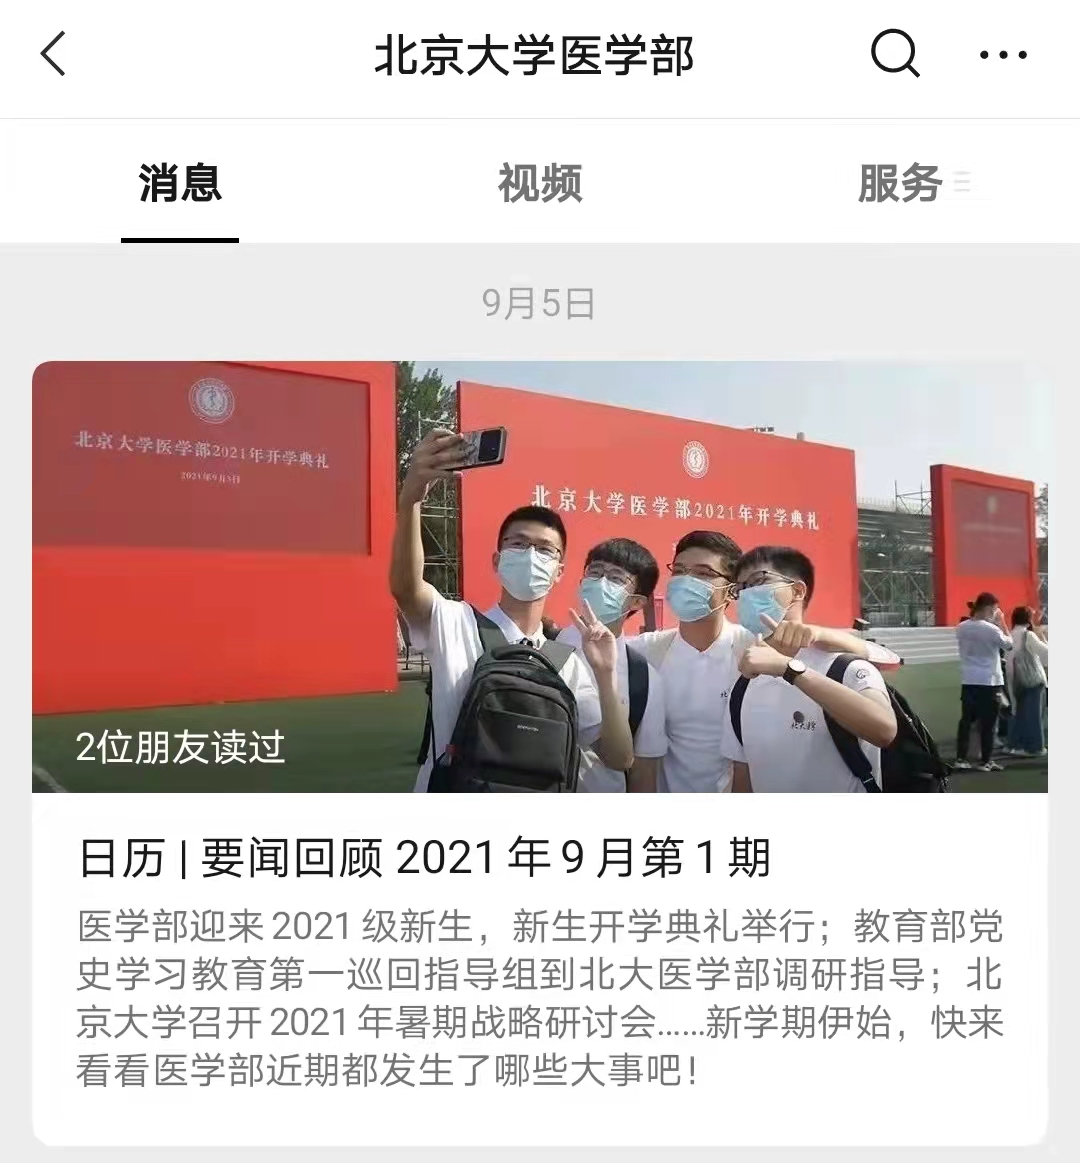 北京大学医学部
消息
视频
服务
9月5日
北京大学医学部2021年开学典礼
2021年9月5日
北京大学医学部2021年开学典礼
2位朋友读过
日历 | 要闻回顾 2021 年 9 月第 1 期
医学部迎来 2021 级新生，新生开学典礼举行；教育部党
史学习教育第一巡回指导组到北大医学部调研指导；北
京大学召开 2021 年暑期战略研讨会……新学期伊始，快来
看看医学部近期都发生了哪些大事吧！